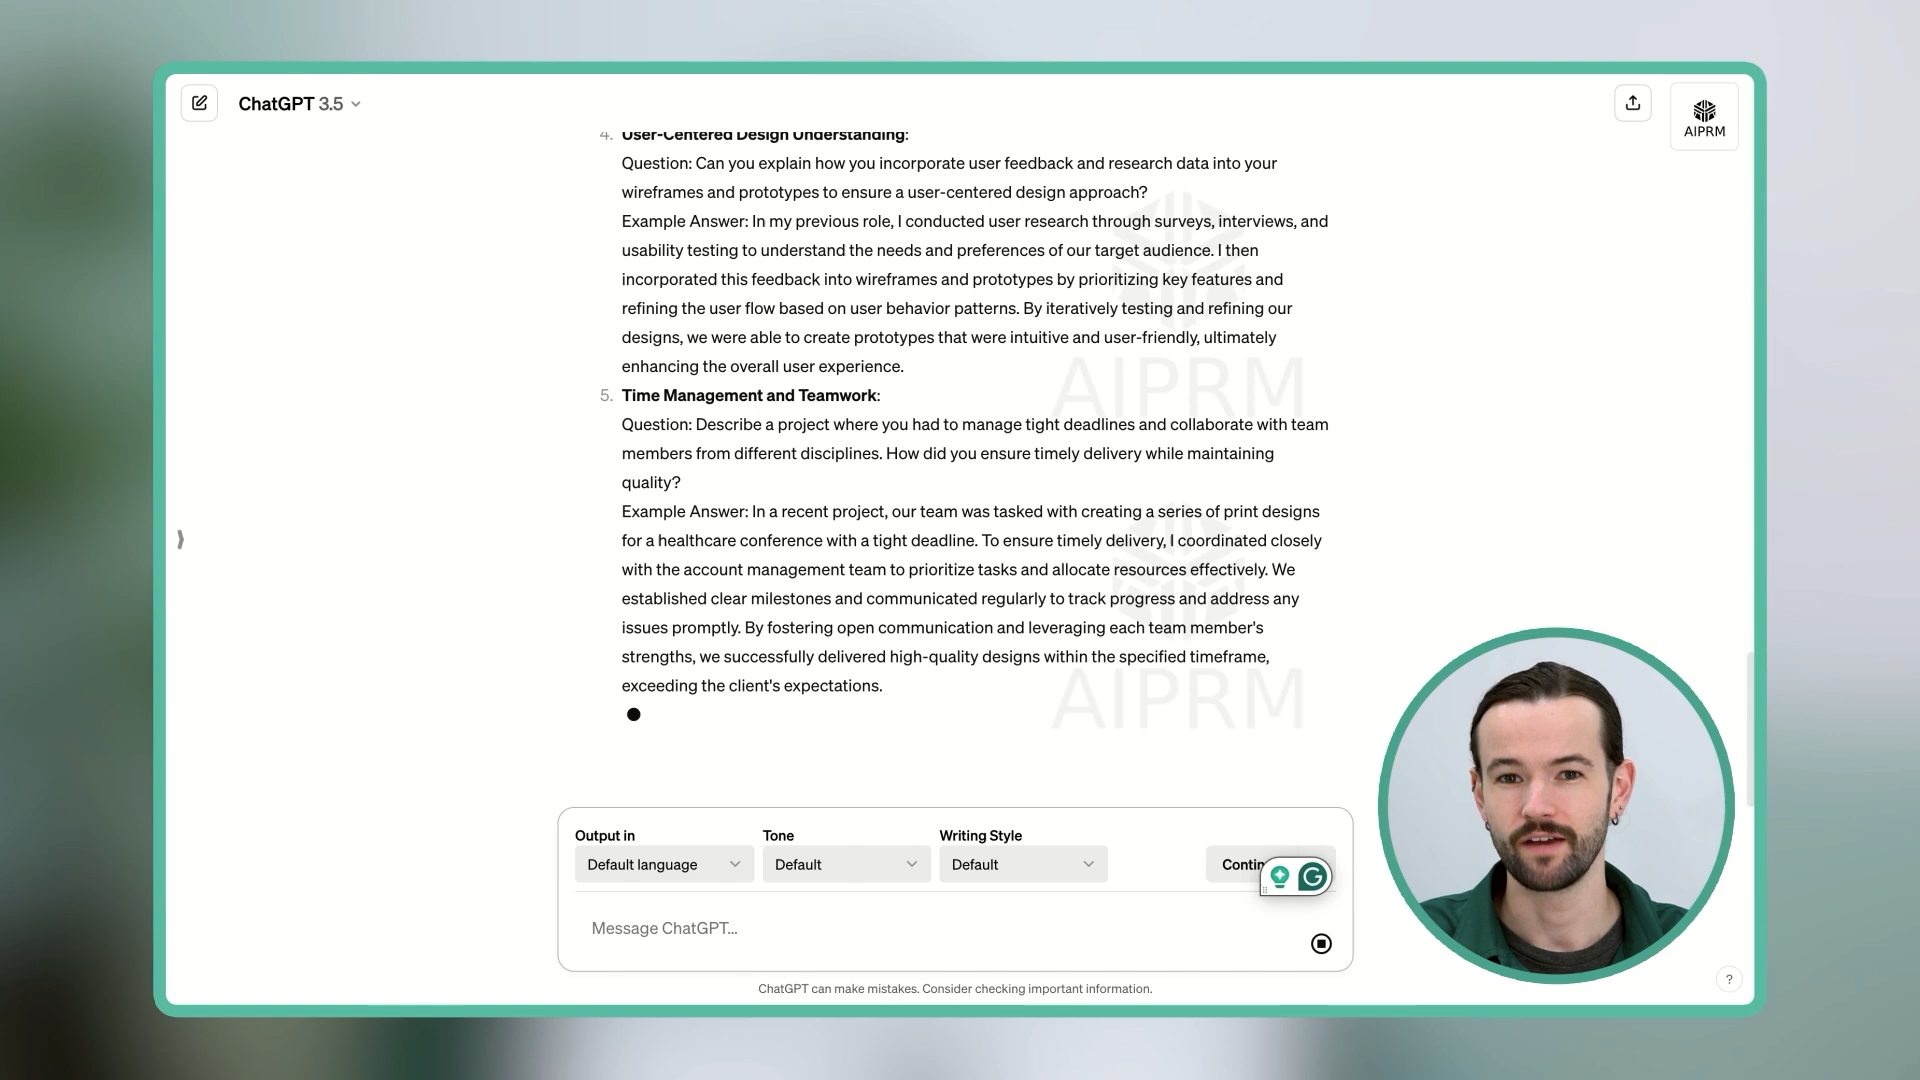 ChatGPT 3.5
AIPRM
4. User-Centered Design Understanding:
Question: Can you explain how you incorporate user feedback and research data into your
wireframes and prototypes to ensure a user-centered design approach?
Example Answer: In my previous role, I conducted user research through surveys, interviews, and
usability testing to understand the needs and preferences of our target audience. I then
incorporated this feedback into wireframes and prototypes by prioritizing key features and
refining the user flow based on user behavior patterns. By iteratively testing and refining our
designs, we were able to create prototypes that were intuitive and user-friendly, ultimately
enhancing the overall user experience.
AIPRM
5. Time Management and Teamwork:
Question: Describe a project where you had to manage tight deadlines and collaborate with team
members from different disciplines. How did you ensure timely delivery while maintaining
quality?
Example Answer: In a recent project, our team was tasked with creating a series of print designs
for a healthcare conference with a tight deadline. To ensure timely delivery, I coordinated closely
with the account management team to prioritize tasks and allocate resources effectively. We
established clear milestones and communicated regularly to track progress and address any
issues promptly. By fostering open communication and leveraging each team member's
strengths, we successfully delivered high-quality designs within the specified timeframe,
exceeding the client's expectations.
AIPRM
Output in Tone Writing Style
Default language Default Default Contin
G
Message ChatGPT...
ChatGPT can make mistakes. Consider checking important information.
?